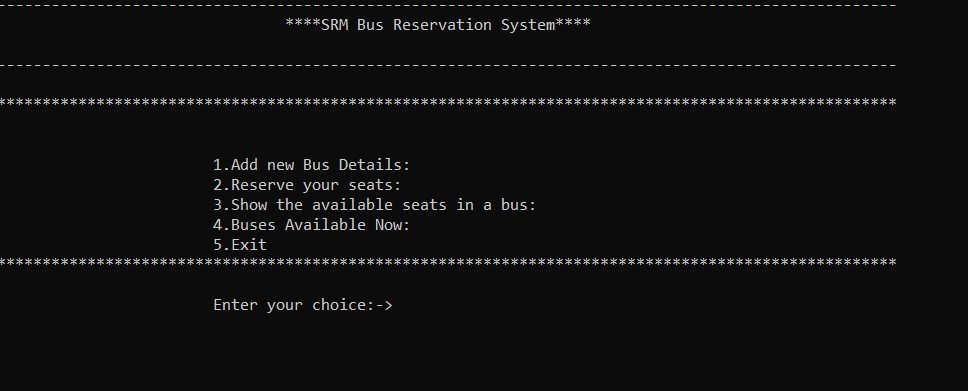 ----------------------------------------------------------------------------------------------------
****SRM Bus Reservation System****
----------------------------------------------------------------------------------------------------
****************************************************************************************************
1.Add new Bus Details:
2.Reserve your seats:
3.Show the available seats in a bus:
4.Buses Available Now:
5.Exit
****************************************************************************************************
Enter your choice:->